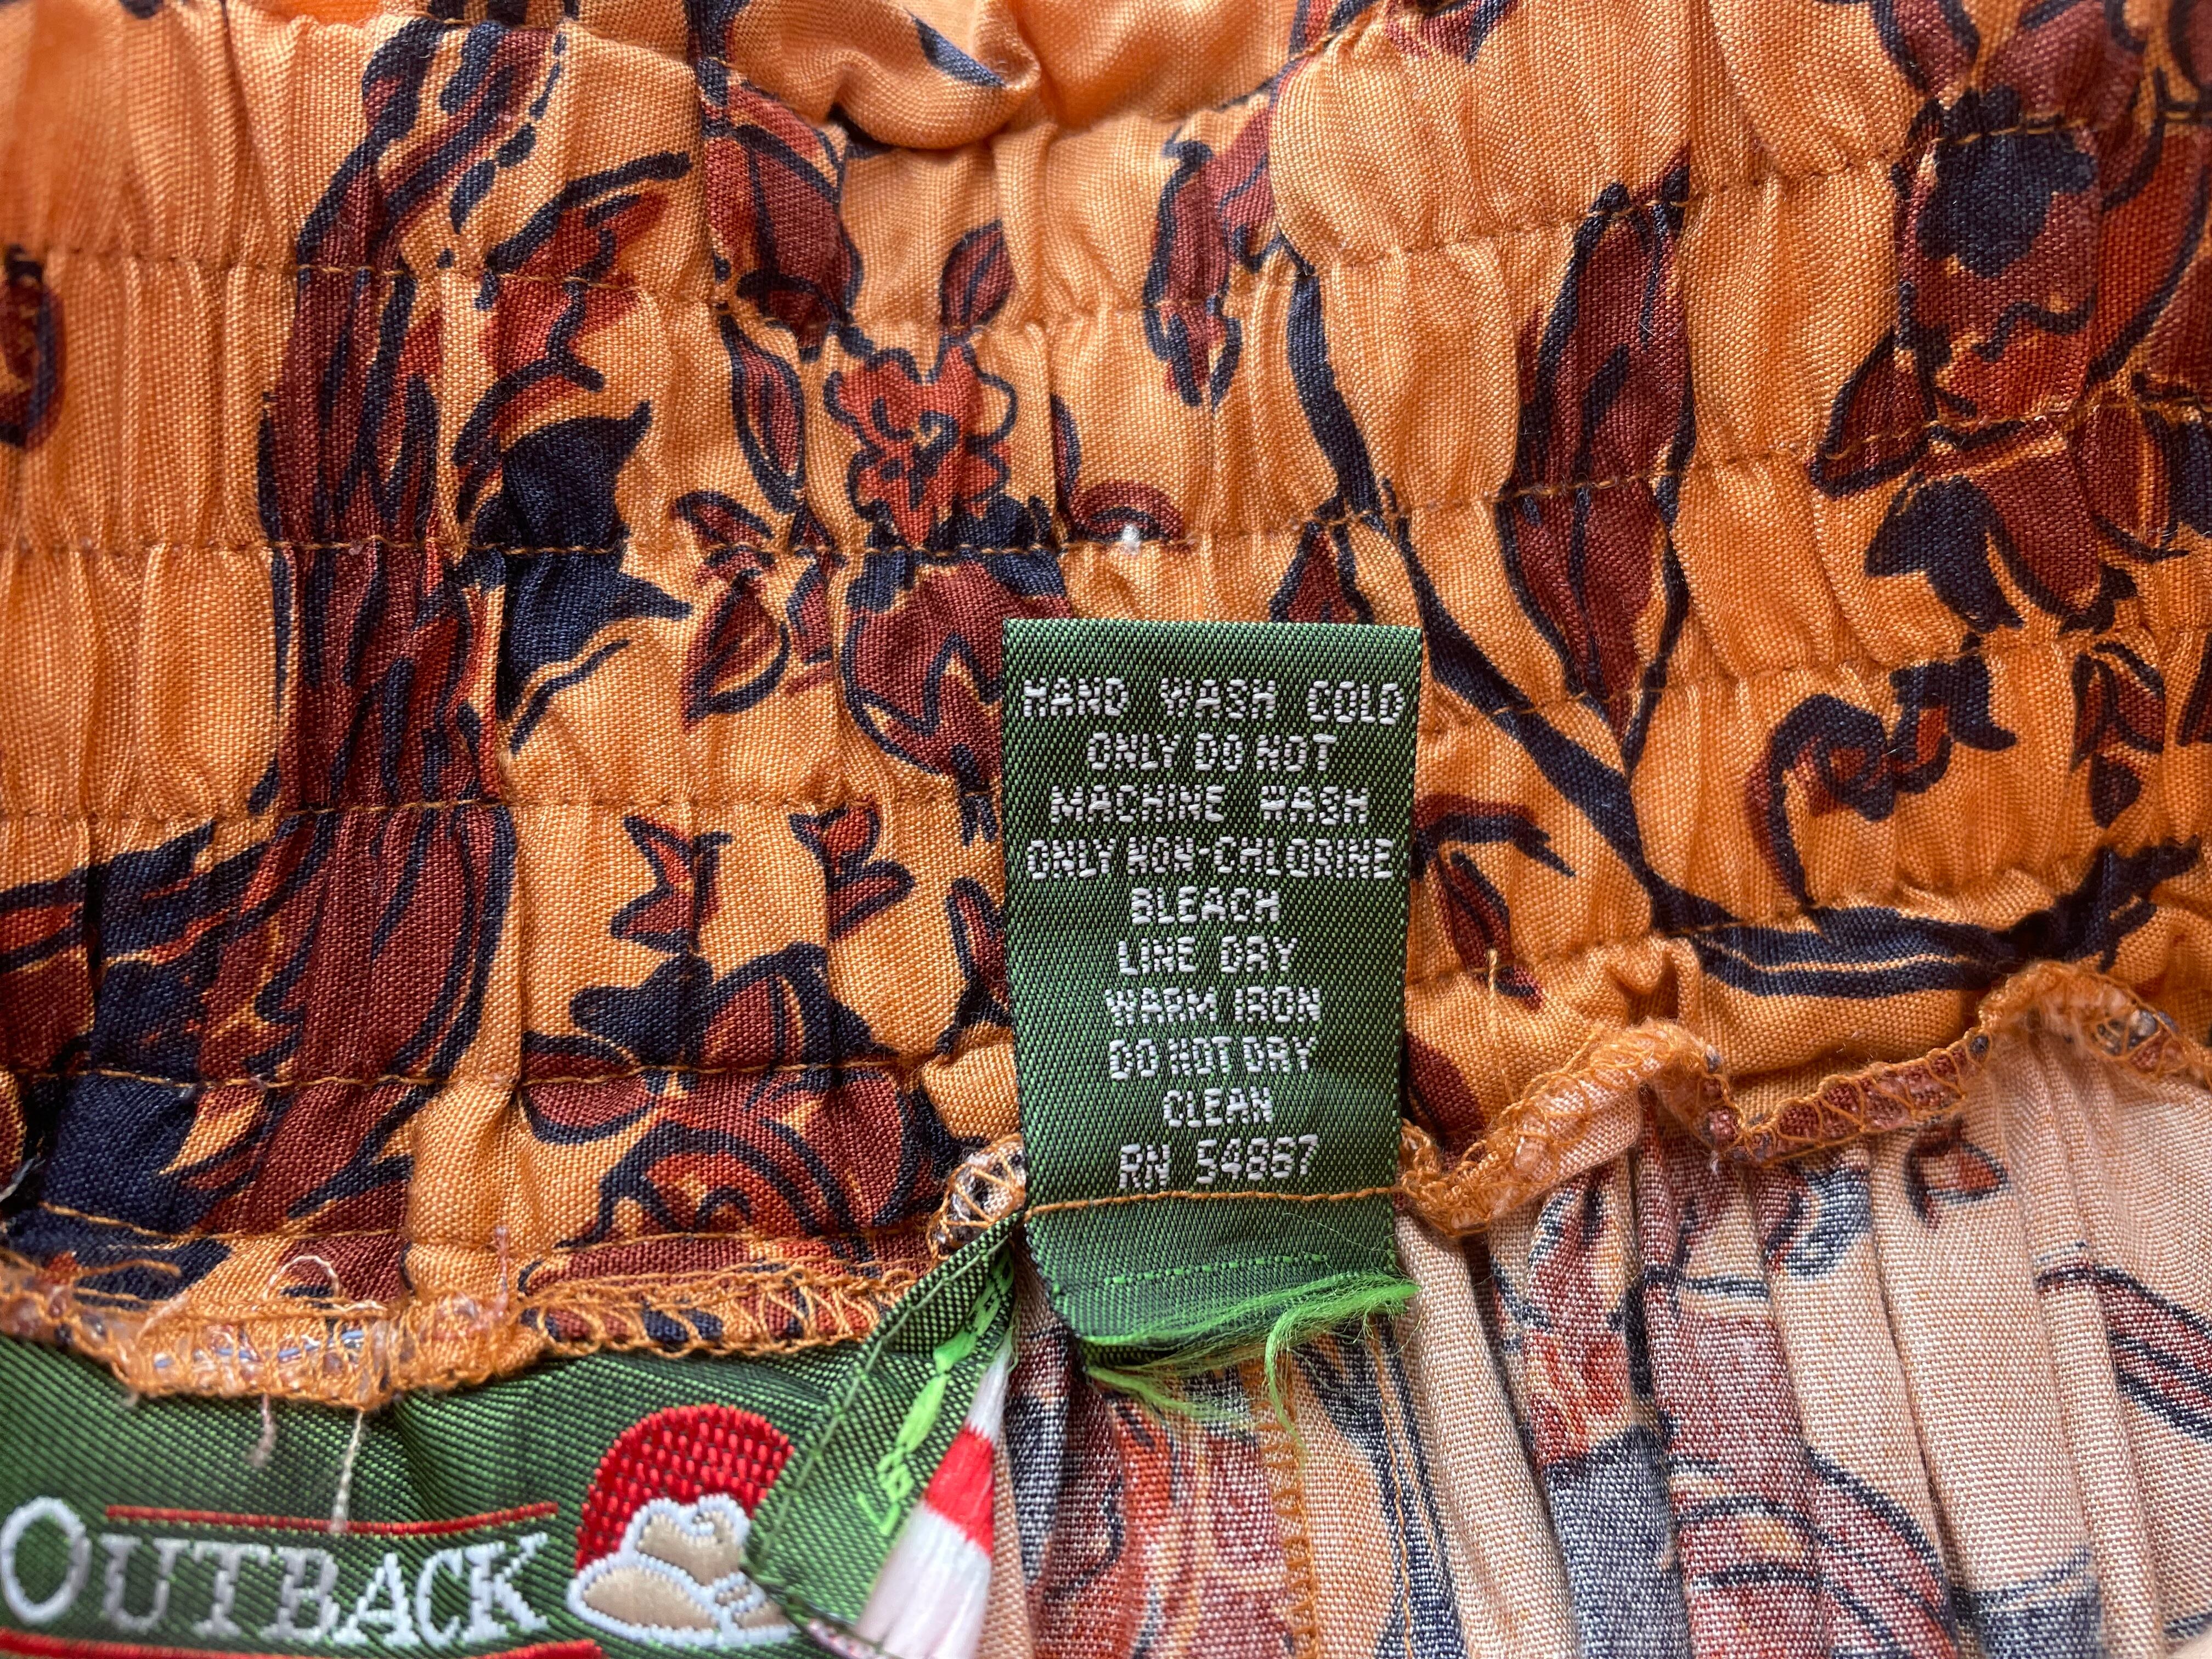 HAND WASH COLD
ONLY DO NOT
MACHINE WASH
ONLY NON-CHLORINE
BLEACH
LINE DRY
WARM IRON
DO NOT DRY
CLEAN
RN 54867
OUTBACK